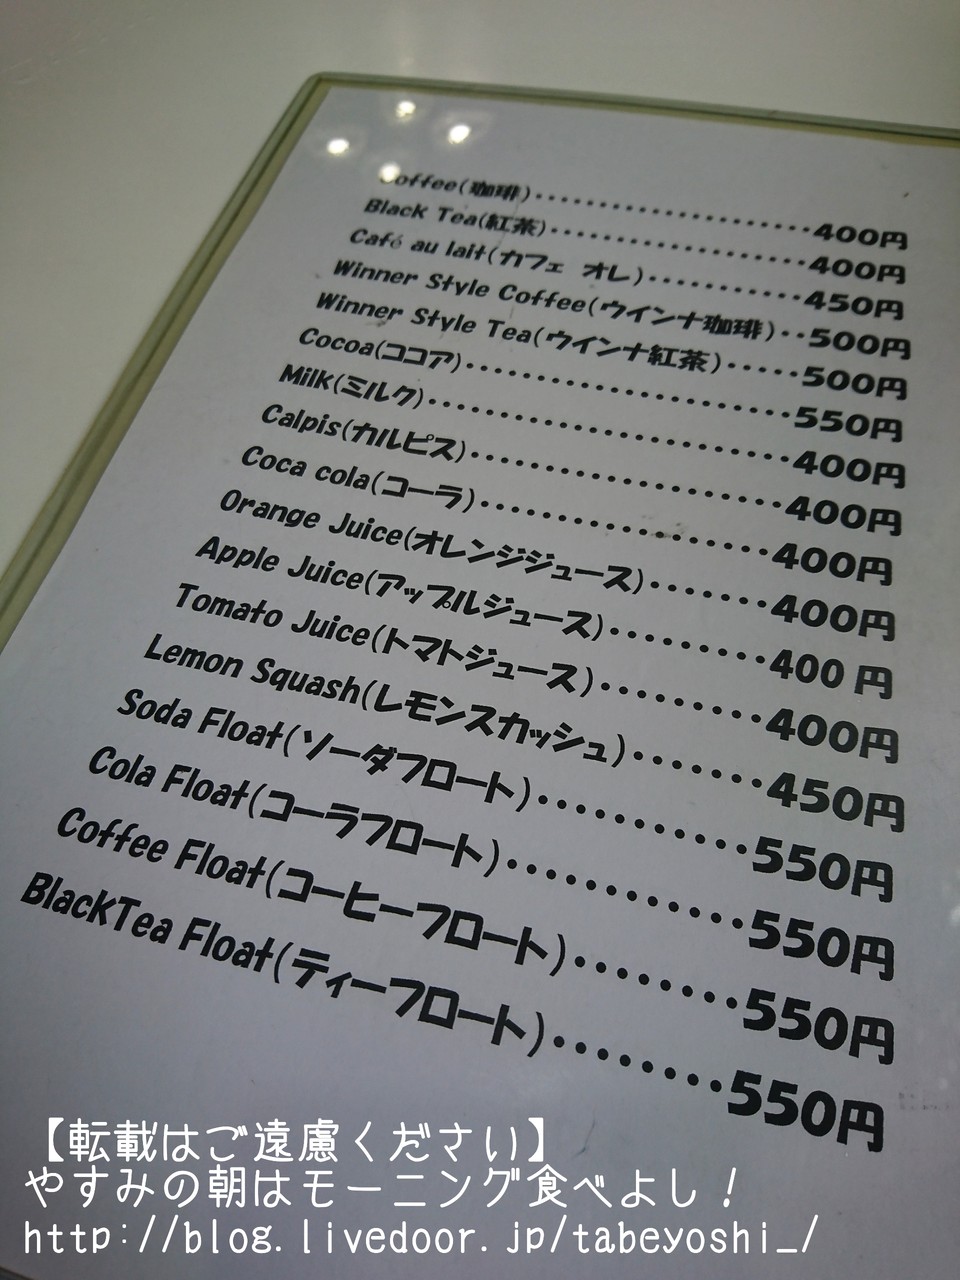 Coffee(珈琲)・・・・・・・・・・・・・・・・・・・・400円
Black Tea(紅茶)・・・・・・・・・・・・・・・・・・400円
Café au lait(カフェ オレ)・・・・・・・・・・・450円
Winner Style Coffee(ウインナ珈琲)・・500円
Winner Style Tea(ウインナ紅茶)・・・・・500円
Cocoa(ココア)・・・・・・・・・・・・・・・・・・・・・550円
Milk(ミルク)・・・・・・・・・・・・・・・・・・・・・・・400円
Calpis(カルピス)・・・・・・・・・・・・・・・・・・・400円
Coca cola(コーラ)・・・・・・・・・・・・・・・・・400円
Orange Juice(オレンジジュース)・・・・・・・400円
Apple Juice(アップルジュース)・・・・・・・・・400 円
Tomato Juice(トマトジュース)・・・・・・・・・400円
Lemon Squash(レモンスカッシュ)・・・・・・・450円
Soda Float(ソーダフロート)・・・・・・・・・・・550円
Cola Float(コーラフロート)・・・・・・・・・・・・550円
Coffee Float(コーヒーフロート)・・・・・・・・550円
BlacKTea Float(ティーフロート)・・・・・・・・550円
【転載はご遠慮ください】
やすみの朝はモーニング食べよし！
http://blog.livedoor.jp/tabeyoshi_/